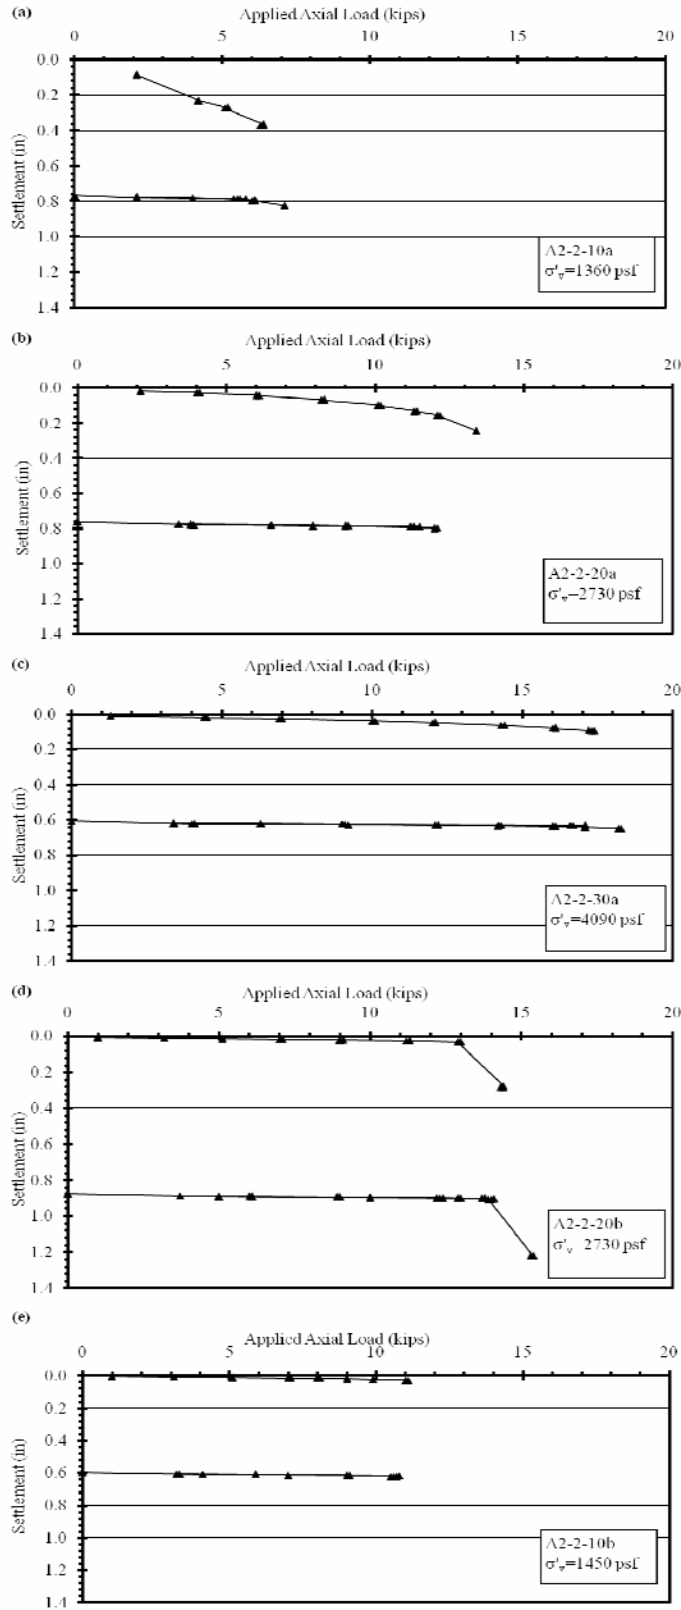 (a)
Applied Axial Load (kips)
0 5 10 15 20
0.0
0.2
0.4
0.6
0.8
1.0
1.2
1.4
Settlement (in)
A2-2-10a
σ'v=1360 psf
(b)
Applied Axial Load (kips)
0 5 10 15 20
0.0
0.2
0.4
0.6
0.8
1.0
1.2
1.4
Settlement (in)
A2-2-20a
σ'v=2730 psf
(c)
Applied Axial Load (kips)
0 5 10 15 20
0.0
0.2
0.4
0.6
0.8
1.0
1.2
1.4
Settlement (in)
A2-2-30a
σ'v=4090 psf
(d)
Applied Axial Load (kips)
0 5 10 15 20
0.0
0.2
0.4
0.6
0.8
1.0
1.2
1.4
Settlement (in)
A2-2-20b
σ'v 2730 psf
(e)
Applied Axial Load (kips)
0 5 10 15 20
0.0
0.2
0.4
0.6
0.8
1.0
1.2
1.4
Settlement (in)
A2-2-10b
σ'v=1450 psf